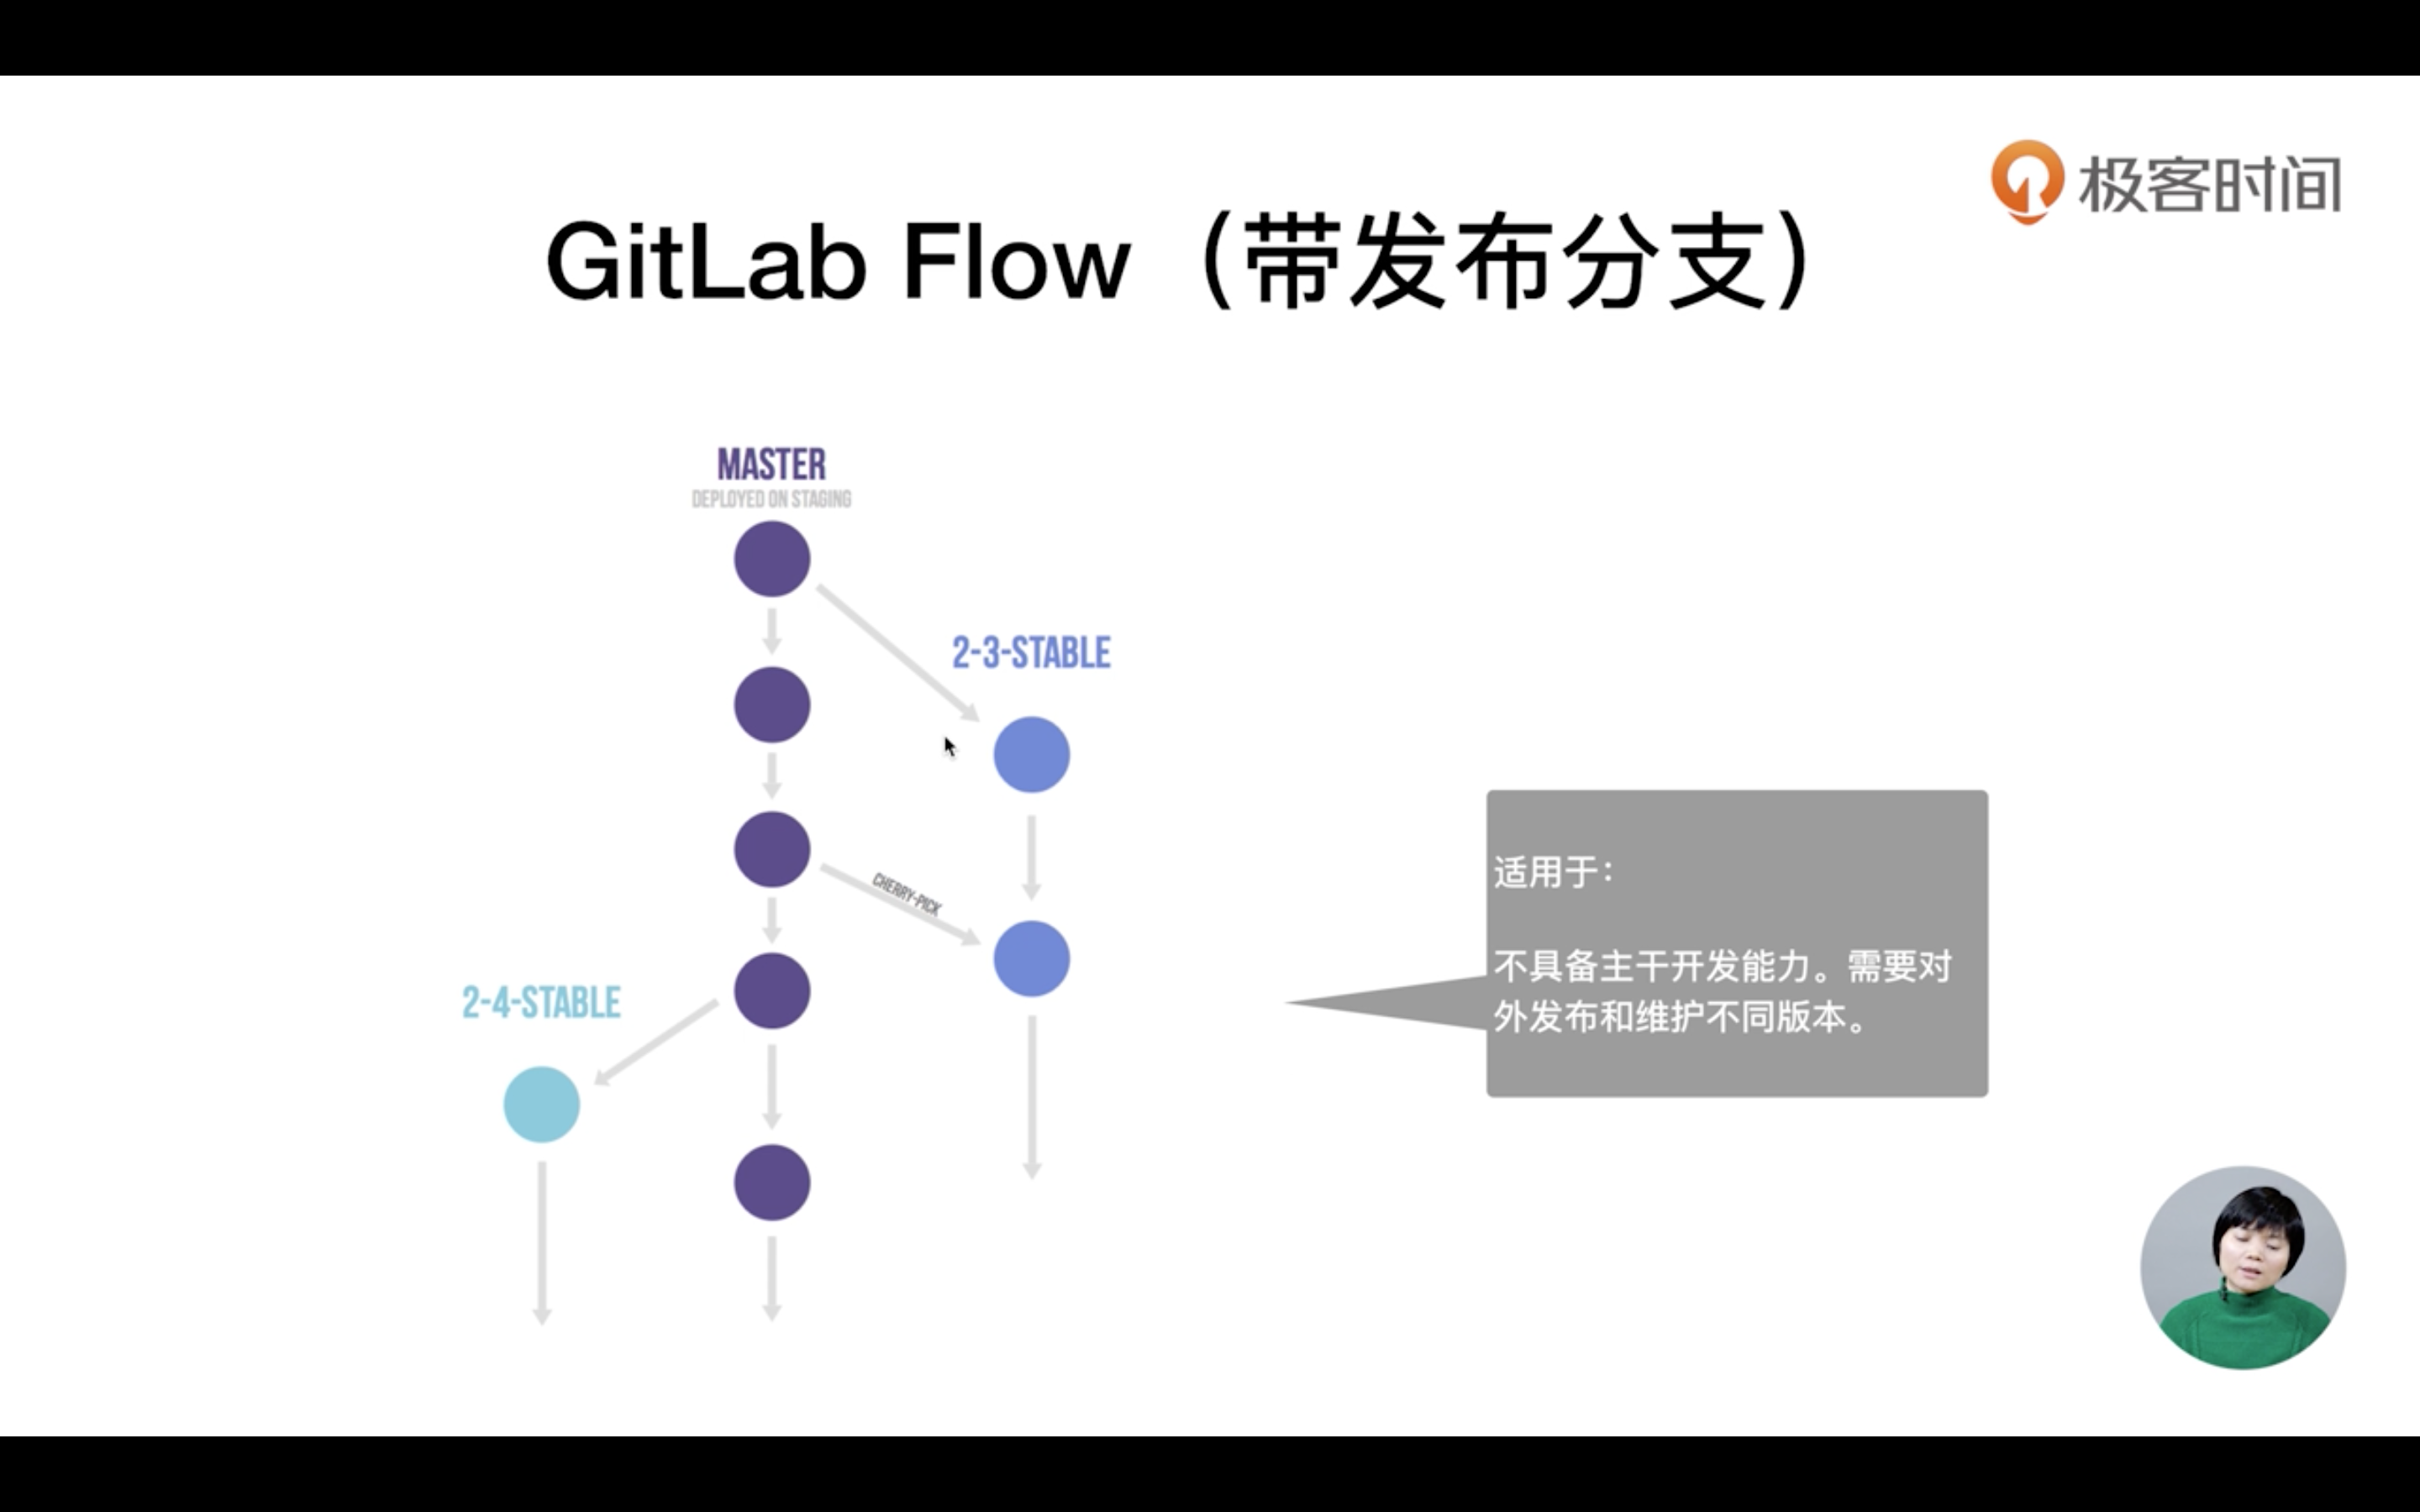 极客时间
GitLab Flow（带发布分支）
MASTER
DEPLOYED ON STAGING
2-3-STABLE
CHERRY-PICK
2-4-STABLE
适用于：
不具备主干开发能力。需要对
外发布和维护不同版本。